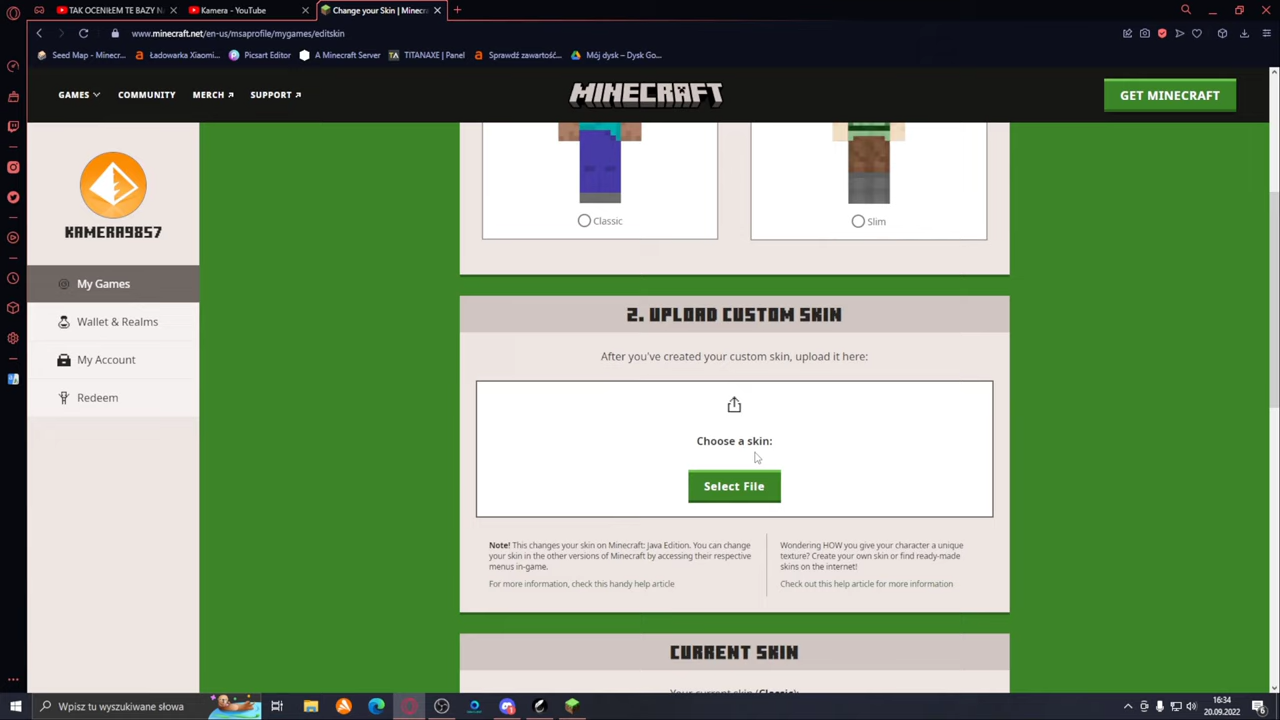 TAK OCENIŁEM TE BAZY N
Kamera - YouTube
Change your Skin | Minecra
www.minecraft.net/en-us/msaprofile/mygames/editskin
Seed Map - Minecr...
Ładowarka Xiaomi...
Picsart Editor
A Minecraft Server
TITANAXE | Panel
Sprawdź zawartość...
Mój dysk – Dysk Go...
GAMES
COMMUNITY
MERCH
SUPPORT
MINECRAFT
GET MINECRAFT
KAMERA9857
Classic
Slim
My Games
Wallet & Realms
My Account
Redeem
2. UPLOAD CUSTOM SKIN
After you've created your custom skin, upload it here:
Choose a skin:
Select File
Note! This changes your skin on Minecraft: Java Edition. You can change
your skin in the other versions of Minecraft by accessing their respective
menus in-game.
For more information, check this handy help article
Wondering HOW you give your character a unique
texture? Create your own skin or find ready-made
skins on the internet!
Check out this help article for more information
CURRENT SKIN
Your current skin (Classic):
Wpisz tu wyszukiwane słowa
16:34
20.09.2022